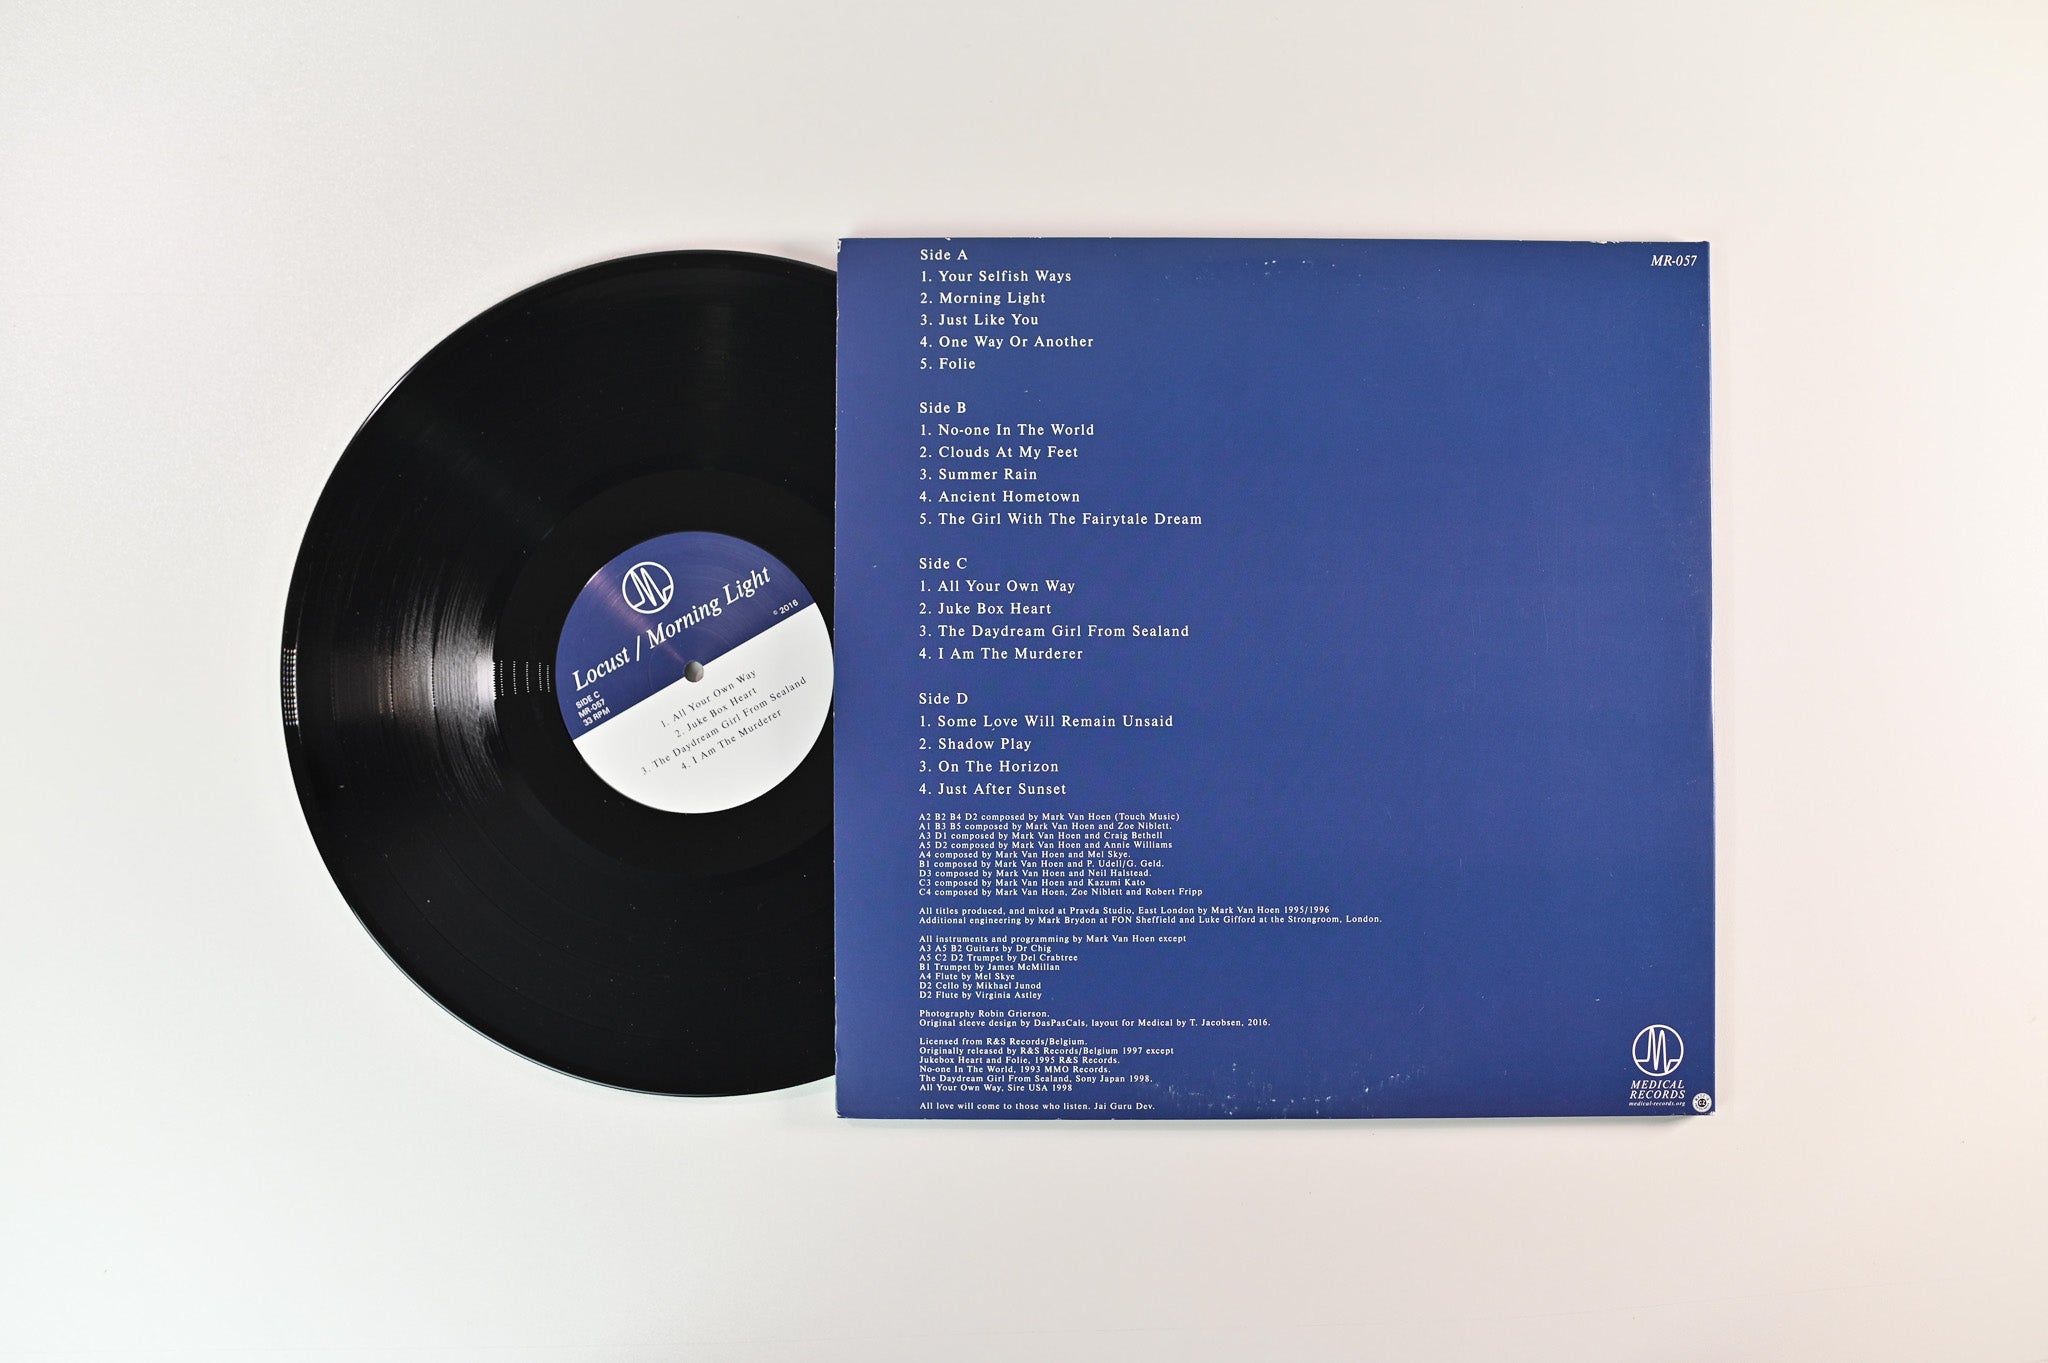 Locust / Morning Light
© 2016
SIDE C
MR-057
33 RPM
1. All Your Own Way
2. Juke Box Heart
3. The Daydream Girl From Sealand
4. I Am The Murderer
MR-057
Side A
1. Your Selfish Ways
2. Morning Light
3. Just Like You
4. One Way Or Another
5. Folie
Side B
1. No-one In The World
2. Clouds At My Feet
3. Summer Rain
4. Ancient Hometown
5. The Girl With The Fairytale Dream
Side C
1. All Your Own Way
2. Juke Box Heart
3. The Daydream Girl From Sealand
4. I Am The Murderer
Side D
1. Some Love Will Remain Unsaid
2. Shadow Play
3. On The Horizon
4. Just After Sunset
A2 B2 B4 D2 composed by Mark Van Hoen (Touch Music)
A1 B3 B5 composed by Mark Van Hoen and Zoe Niblett.
A3 D1 composed by Mark Van Hoen and Craig Bethell
A5 D2 composed by Mark Van Hoen and Annie Williams
A4 composed by Mark Van Hoen and Mel Skye.
B1 composed by Mark Van Hoen and P. Udell/G. Geld.
D3 composed by Mark Van Hoen and Neil Halstead.
C3 composed by Mark Van Hoen and Kazumi Kato
C4 composed by Mark Van Hoen, Zoe Niblett and Robert Fripp
All titles produced, and mixed at Pravda Studio, East London by Mark Van Hoen 1995/1996
Additional engineering by Mark Brydon at FON Sheffield and Luke Gifford at the Strongroom, London.
All instruments and programming by Mark Van Hoen except
A3 A5 B2 Guitars by Dr Chig
A5 C2 D2 Trumpet by Del Crabtree
B1 Trumpet by James McMillan
A4 Flute by Mel Skye
D2 Cello by Mikhael Junod
D2 Flute by Virginia Astley
Photography Robin Grierson.
Original sleeve design by DasPasCals, layout for Medical by T. Jacobsen, 2016.
Licensed from R&S Records/Belgium.
Originally released by R&S Records/Belgium 1997 except
Jukebox Heart and Folie, 1995 R&S Records.
No-one In The World, 1993 MMO Records.
The Daydream Girl From Sealand, Sony Japan 1998.
All Your Own Way, Sire USA 1998
All love will come to those who listen. Jai Guru Dev.
MEDICAL
RECORDS
medical-records.org